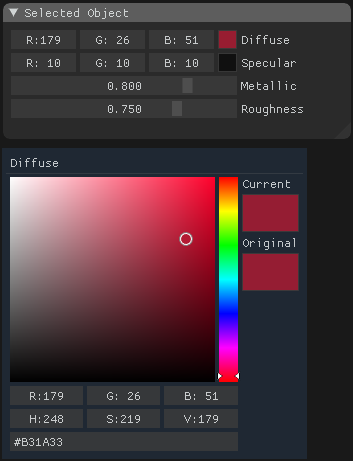 Selected Object
R:179 G: 26 B: 51 Diffuse
R: 10 G: 10 B: 10 Specular
0.800 Metallic
0.750 Roughness
Diffuse
Current
Original
R:179 G: 26 B: 51
H:248 S:219 V:179
#B31A33